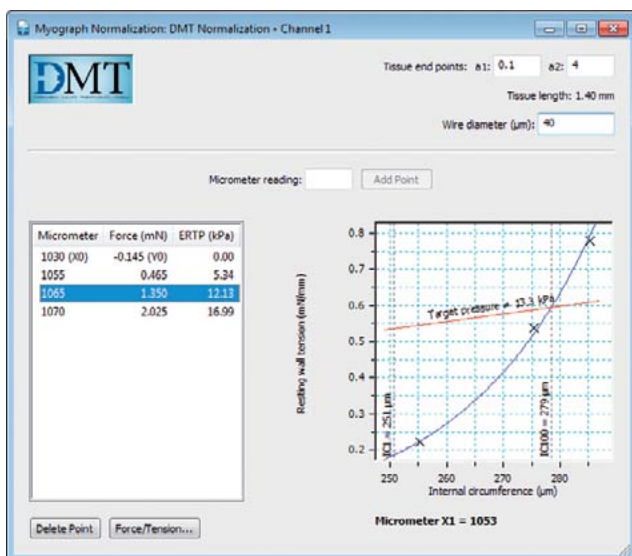 Myograph Normalization: DMT Normalization • Channel 1
DMT
Tissue end points: a1: 0.1 a2: 4
Tissue length: 1.40 mm
Wire diameter (µm): 40
Micrometer reading: Add Point
Micrometer Force (mN) ERTP (kPa)
1030 (X0) -0.145 (Y0) 0.00
1055 0.465 5.34
1065 1.350 12.13
1070 2.025 16.99
Resting wall tension (mN/mm)
0.8
0.7
0.6
0.5
0.4
0.3
0.2
Target pressure = 13.3 kPa
IC1 = 251 µm
IC100 = 279 µm
250 260 270 280
Internal circumference (µm)
Micrometer X1 = 1053
Delete Point Force/Tension...